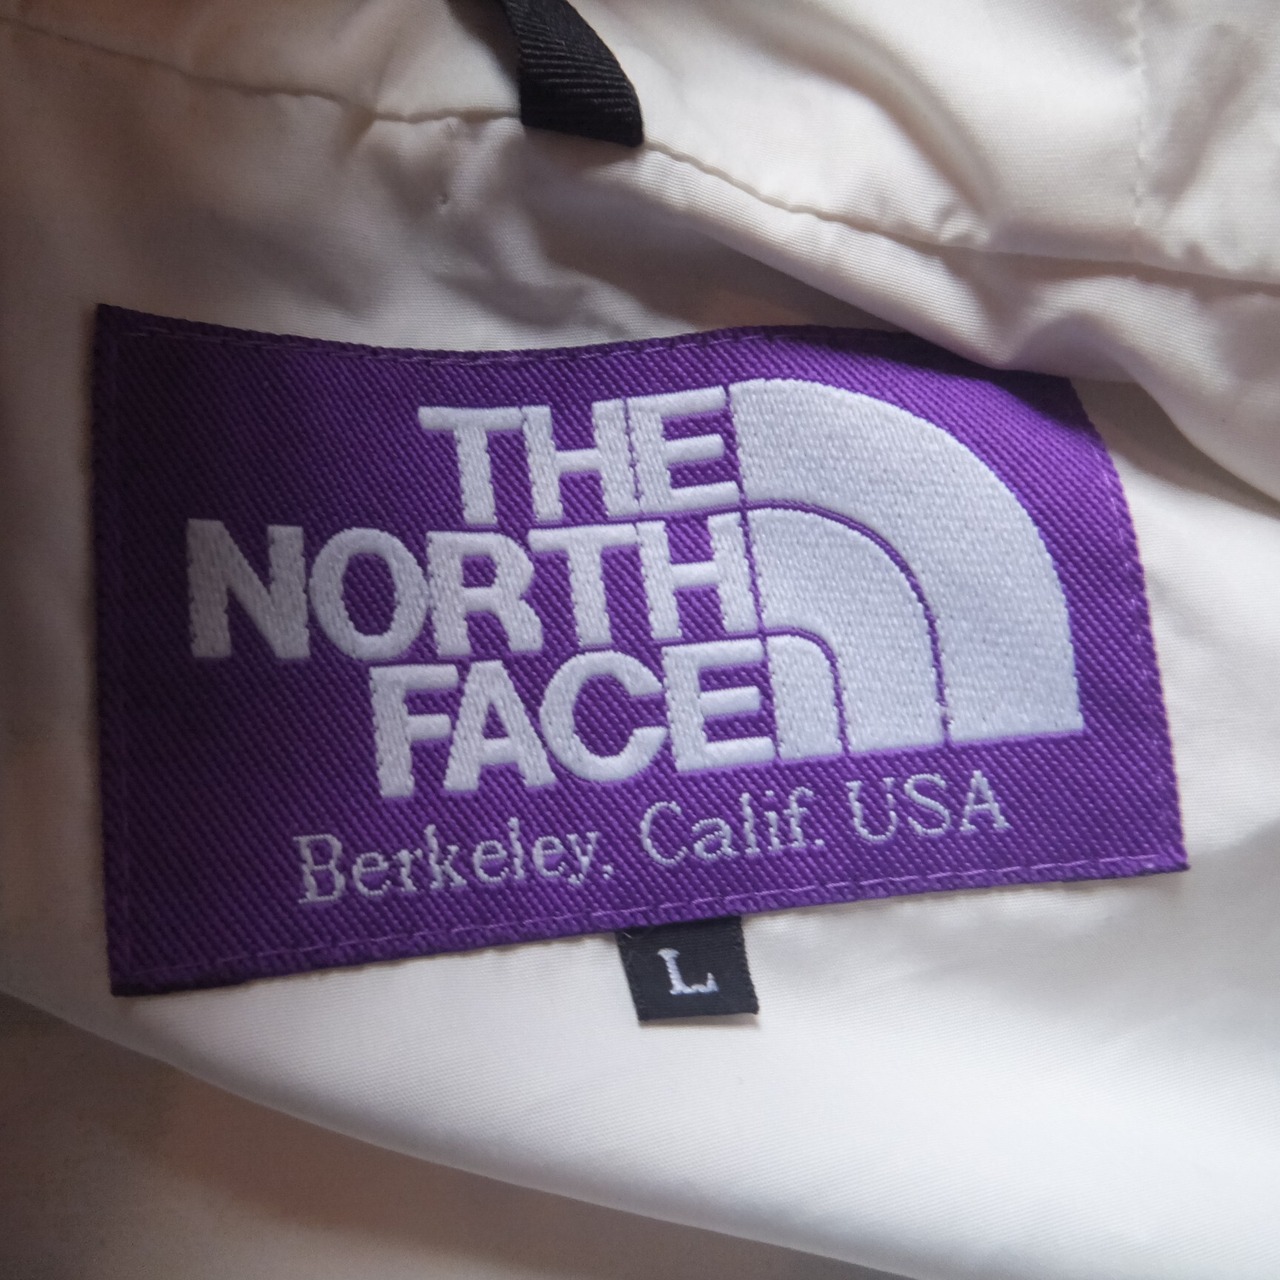 THE
NORTH
FACE
Berkeley, Calif. USA
L